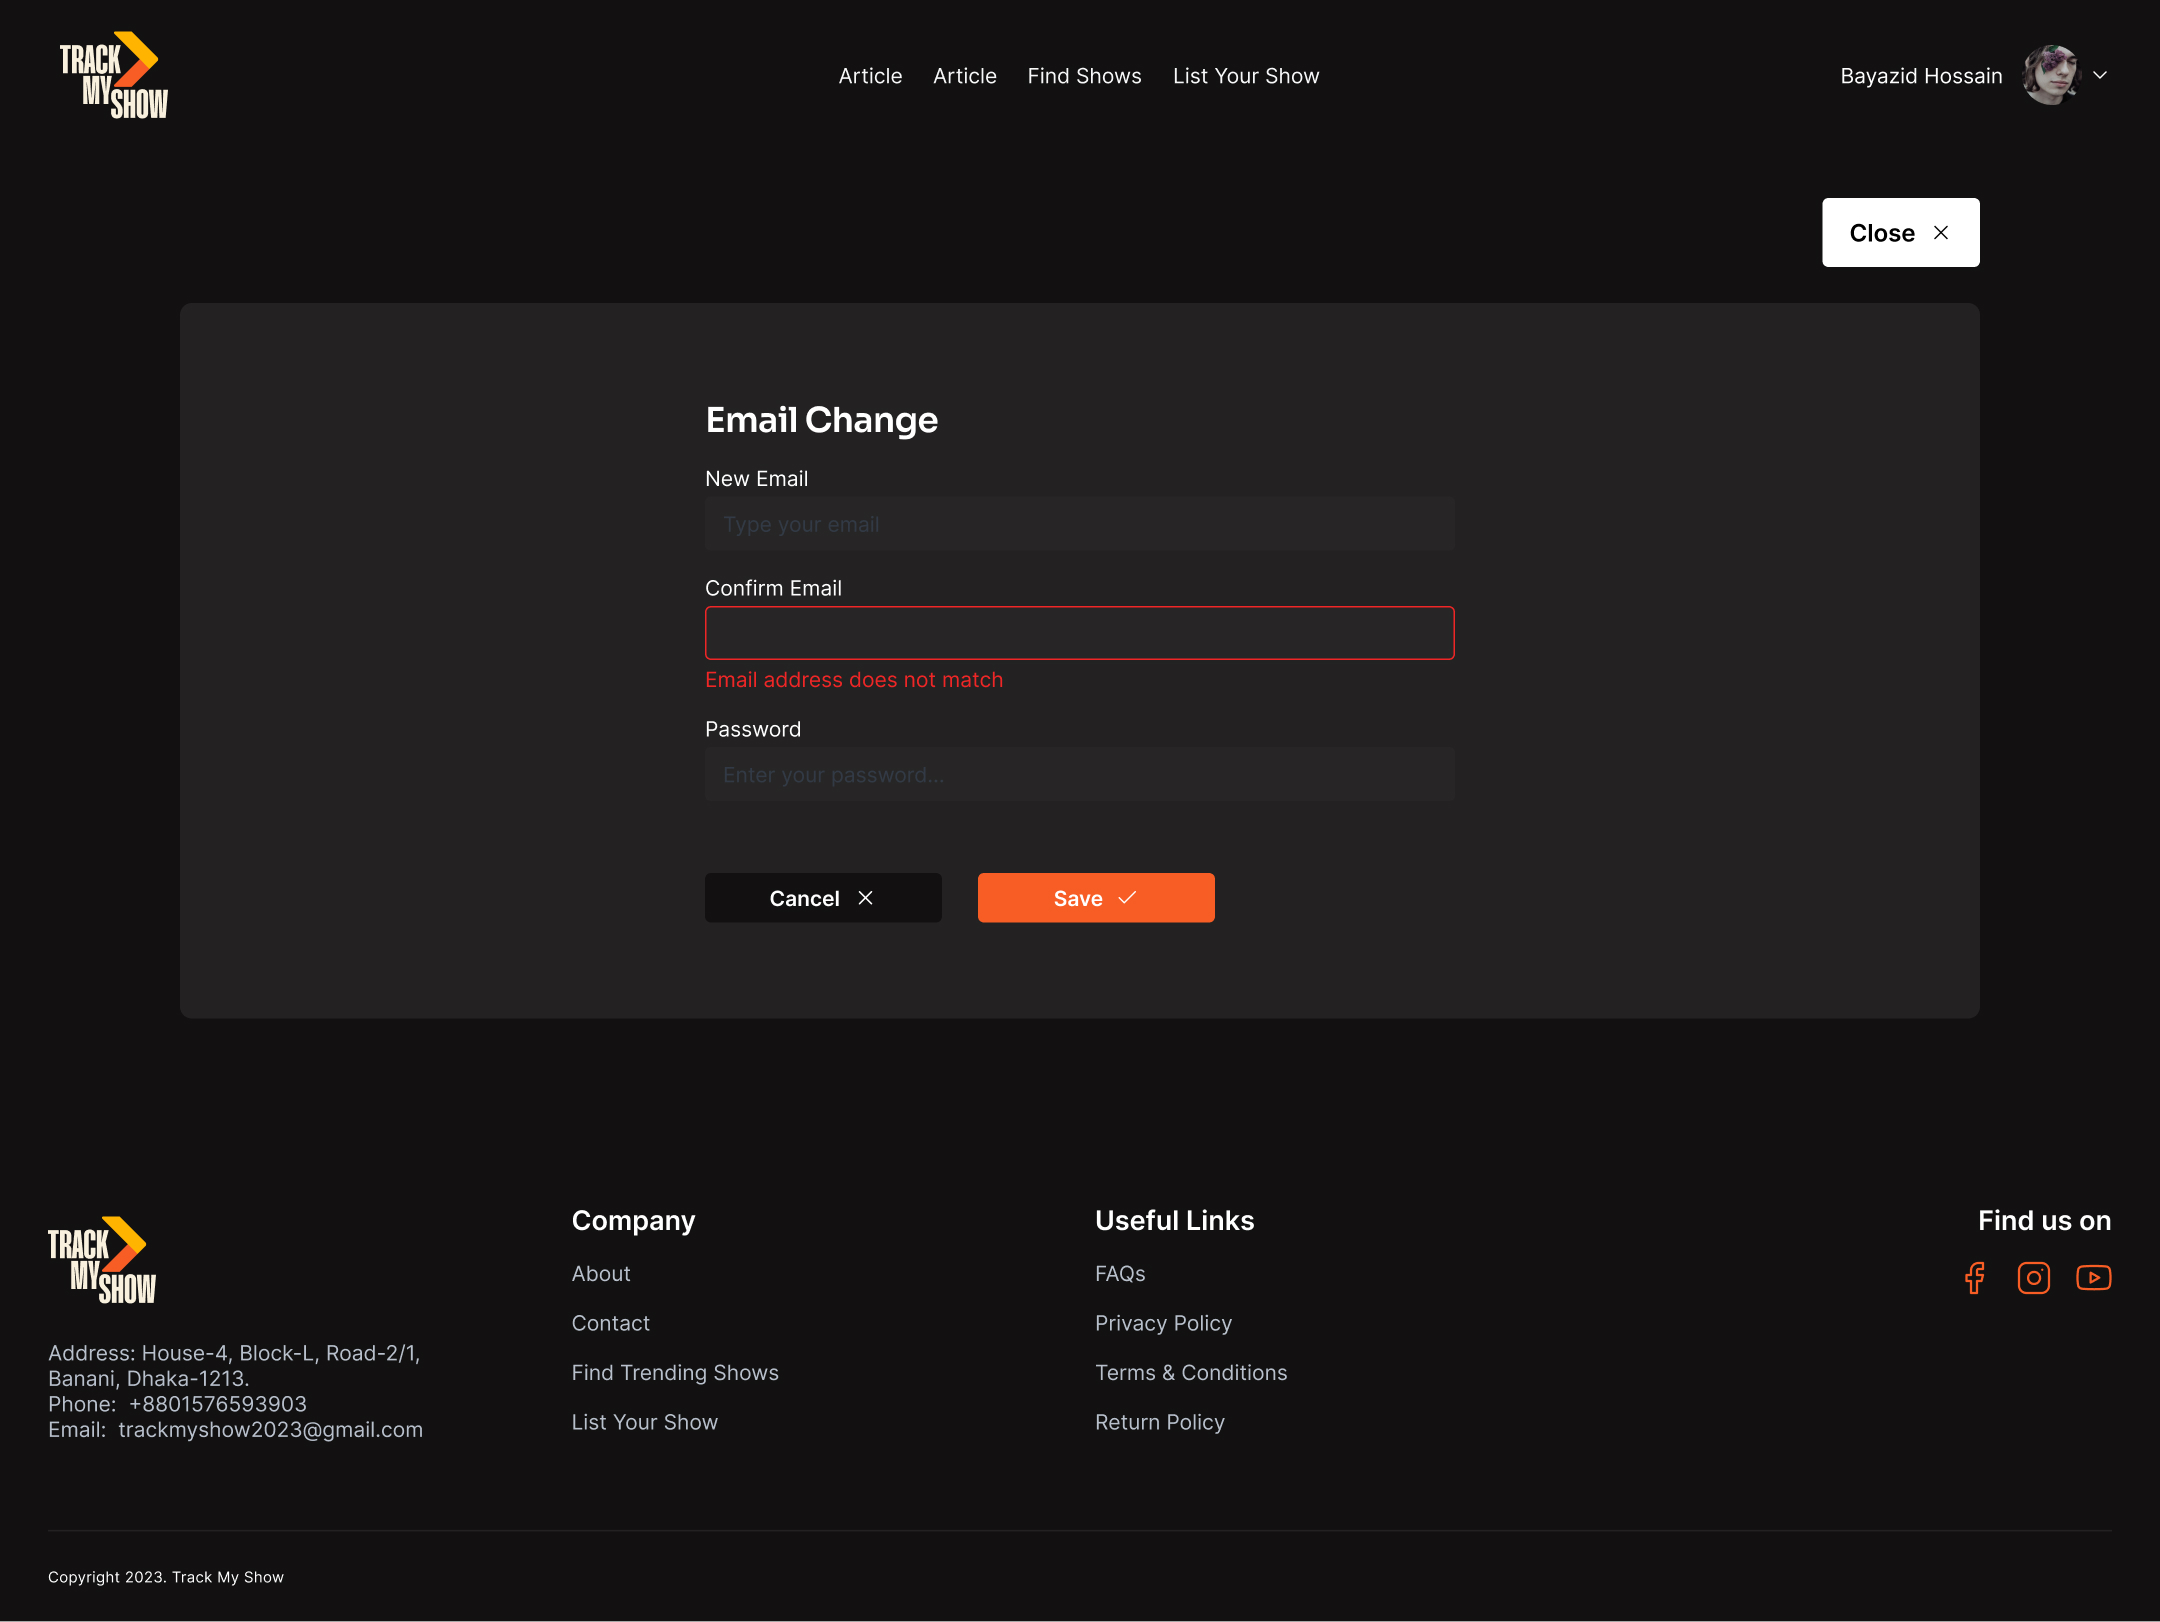 TRACK
MY
SHOW
Article
Article
Find Shows
List Your Show
Bayazid Hossain
Close
Email Change
New Email
Type your email
Confirm Email
Email address does not match
Password
Enter your password...
Cancel
Save
TRACK
MY
SHOW
Address: House-4, Block-L, Road-2/1,
Banani, Dhaka-1213.
Phone:  +8801576593903
Email:  trackmyshow2023@gmail.com
Company
About
Contact
Find Trending Shows
List Your Show
Useful Links
FAQs
Privacy Policy
Terms & Conditions
Return Policy
Find us on
Copyright 2023. Track My Show